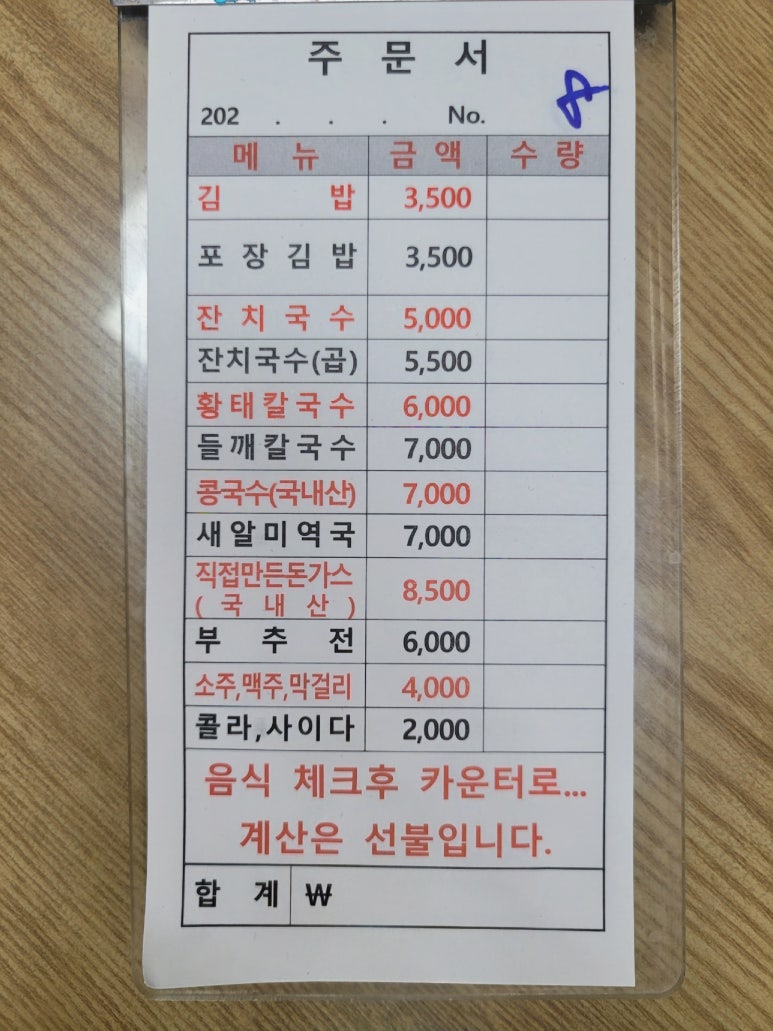 주 문 서
8
202 . . . No.
메 뉴 금 액 수 량
김 밥 3,500
포 장 김 밥 3,500
잔 치 국 수 5,000
잔치국수(곱) 5,500
황 태 칼 국 수 6,000
들 깨 칼 국 수 7,000
콩국수(국내산) 7,000
새 알 미 역 국 7,000
직접만든돈가스
( 국 내 산 ) 8,500
부 추 전 6,000
소주,맥주,막걸리 4,000
콜라,사이다 2,000
음식 체크후 카운터로...
계산은 선불입니다.
합 계 ₩